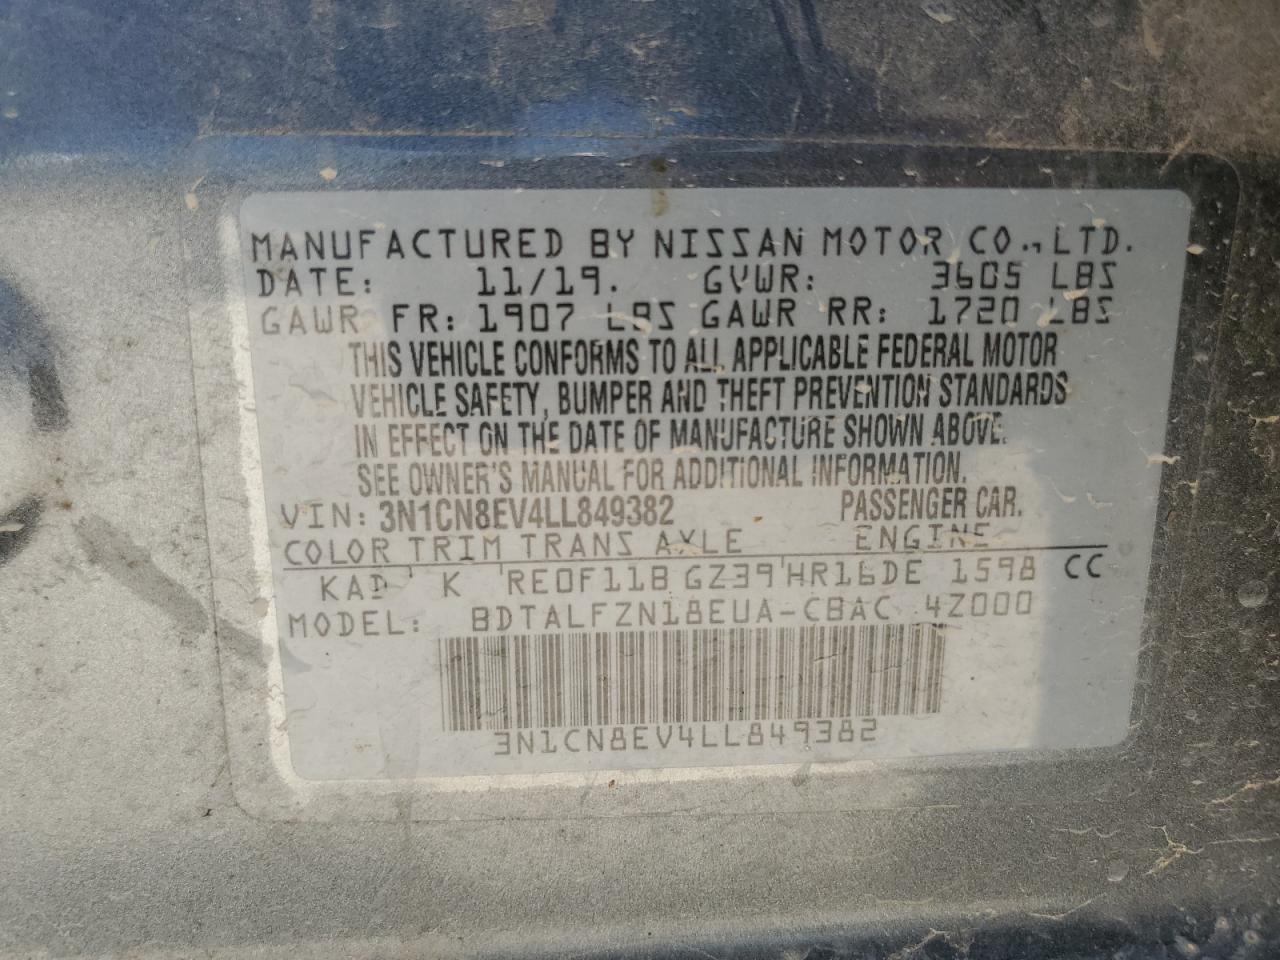 MANUFACTURED BY NISSAN MOTOR CO., LTD.
DATE: 11/19. GVWR: 3605 LBS
GAWR FR: 1907 LBS GAWR RR: 1720 LBS
THIS VEHICLE CONFORMS TO ALL APPLICABLE FEDERAL MOTOR
VEHICLE SAFETY, BUMPER AND THEFT PREVENTION STANDARDS
IN EFFECT ON THE DATE OF MANUFACTURE SHOWN ABOVE.
SEE OWNER'S MANUAL FOR ADDITIONAL INFORMATION.
VIN: 3N1CN8EV4LL849382 PASSENGER CAR.
COLOR TRIM TRANS AXLE ENGINE
KAD K RE0F11B GZ39 HR16DE 1598 CC
MODEL: BDTALFZN18EUA-CBAC 4Z000
3N1CN8EV4LL849382